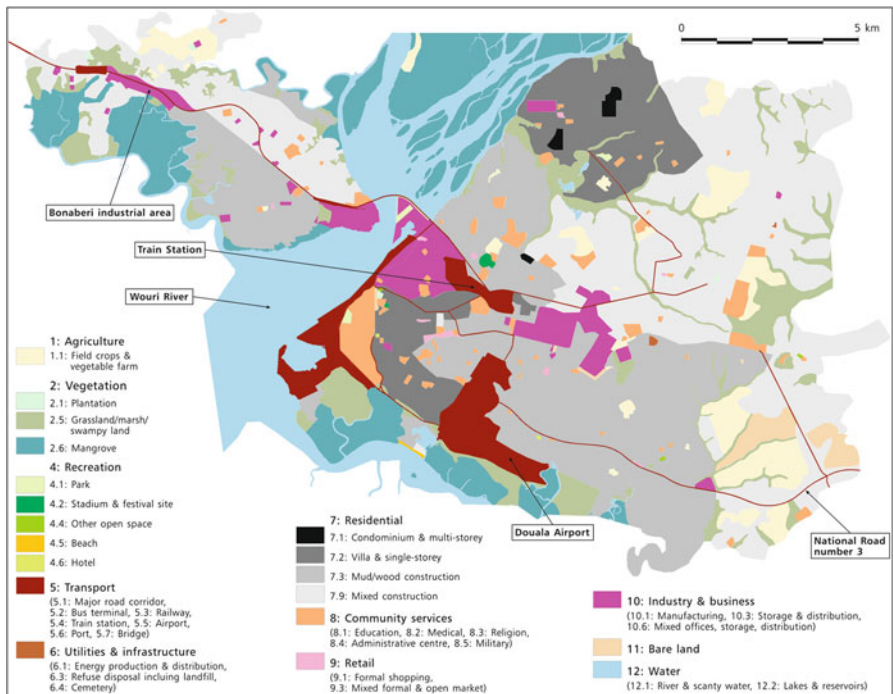 0 5 km
Bonaberi industrial area
Train Station
Wouri River
1: Agriculture
1.1: Field crops &
vegetable farm
2: Vegetation
2.1: Plantation
2.5: Grassland/marsh/
swampy land
2.6: Mangrove
4: Recreation
4.1: Park
4.2: Stadium & festival site
4.4: Other open space
4.5: Beach
4.6: Hotel
5: Transport
(5.1: Major road corridor,
5.2: Bus terminal, 5.3: Railway,
5.4: Train station, 5.5: Airport,
5.6: Port, 5.7: Bridge)
6: Utilities & infrastructure
(6.1: Energy production & distribution,
6.3: Refuse disposal incluing landfill,
6.4: Cemetery)
Douala Airport
National Road
number 3
7: Residential
7.1: Condominium & multi-storey
7.2: Villa & single-storey
7.3: Mud/wood construction
7.9: Mixed construction
8: Community services
(8.1: Education, 8.2: Medical, 8.3: Religion,
8.4: Administrative centre, 8.5: Military)
9: Retail
(9.1: Formal shopping,
9.3: Mixed formal & open market)
10: Industry & business
(10.1: Manufacturing, 10.3: Storage & distribution,
10.6: Mixed offices, storage, distribution)
11: Bare land
12: Water
(12.1: River & scanty water, 12.2: Lakes & reservoirs)